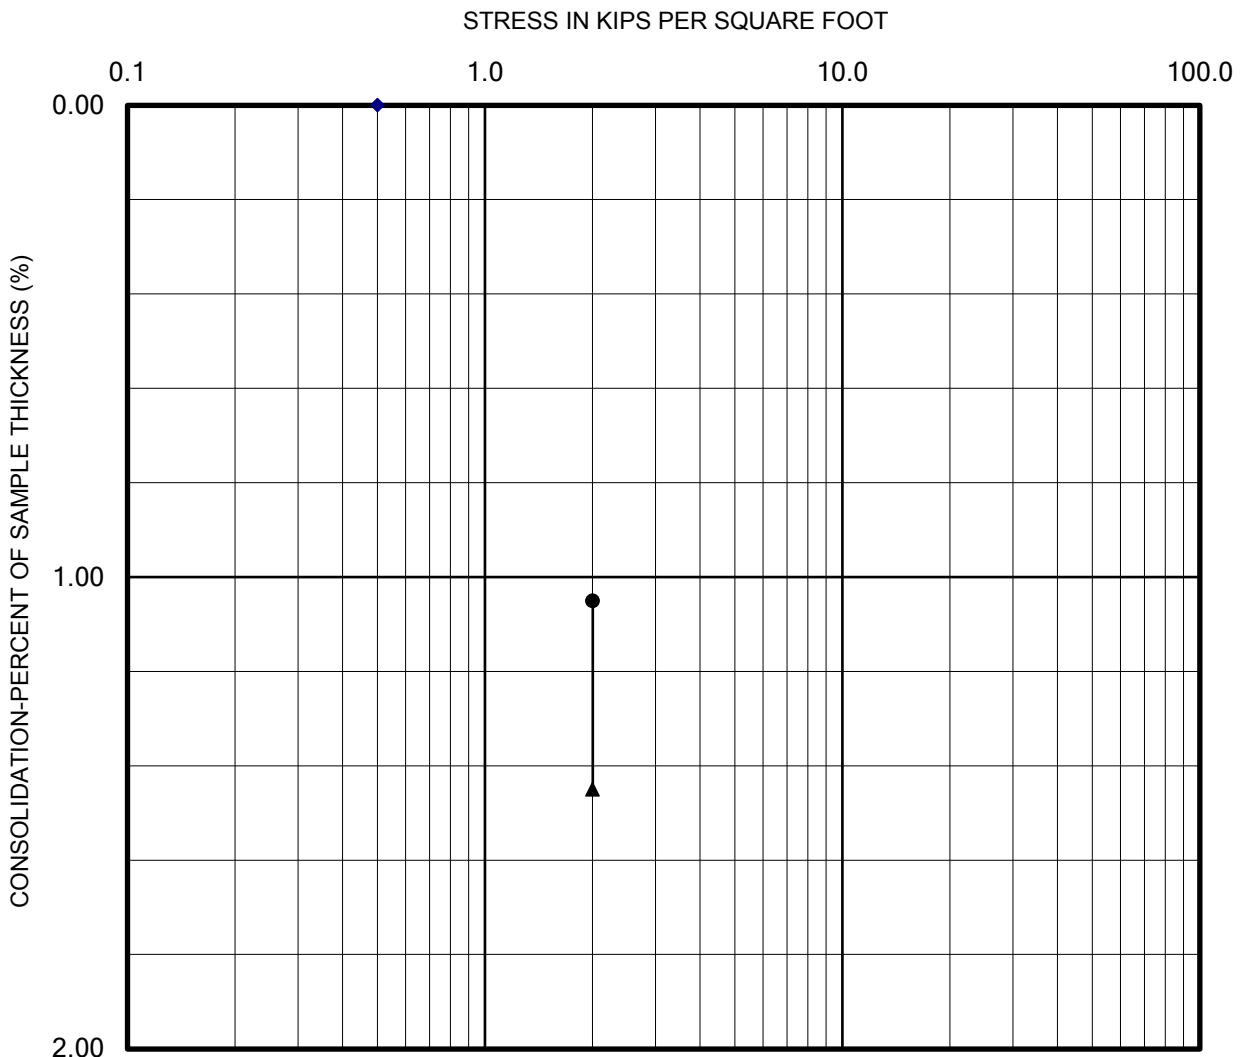 STRESS IN KIPS PER SQUARE FOOT
0.1 1.0 10.0 100.0
0.00
CONSOLIDATION-PERCENT OF SAMPLE THICKNESS (%)
1.00
2.00